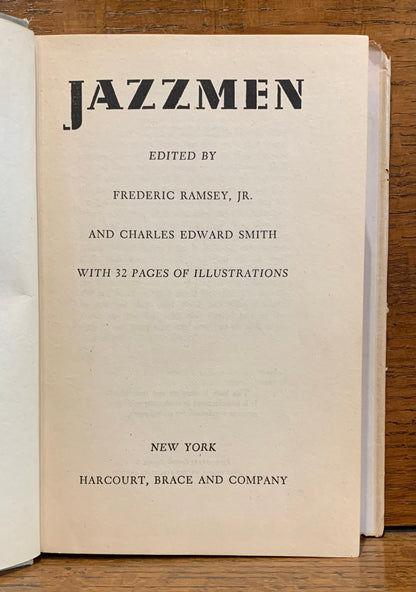 JAZZMEN
EDITED BY
FREDERIC RAMSEY, JR.
AND CHARLES EDWARD SMITH
WITH 32 PAGES OF ILLUSTRATIONS
NEW YORK
HARCOURT, BRACE AND COMPANY